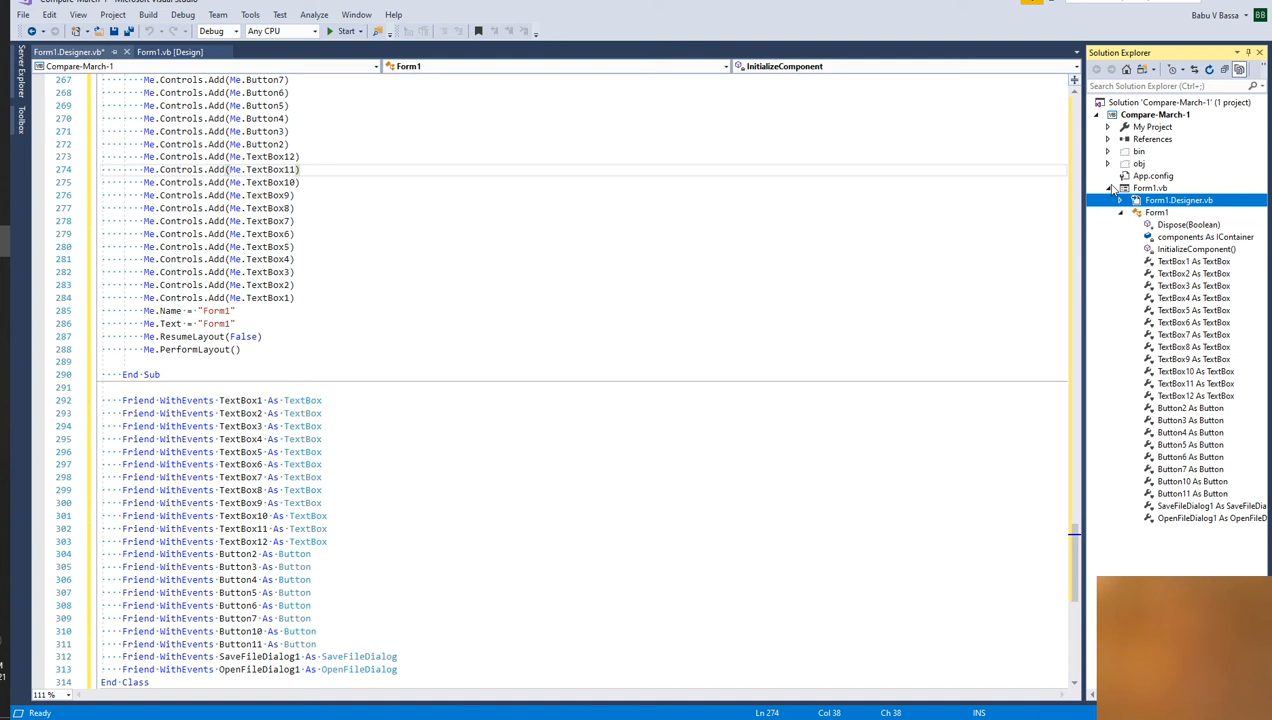 Compare-March-1 - Microsoft Visual Studio
File Edit View Project Build Debug Team Tools Test Analyze Window Help
Babu V Bassa
BB
Debug Any CPU Start
Form1.Designer.vb* Form1.vb [Design]
Compare-March-1 Form1 InitializeComponent
Server Explorer
Toolbox
267 Me.Controls.Add(Me.Button7)
268 Me.Controls.Add(Me.Button6)
269 Me.Controls.Add(Me.Button5)
270 Me.Controls.Add(Me.Button4)
271 Me.Controls.Add(Me.Button3)
272 Me.Controls.Add(Me.Button2)
273 Me.Controls.Add(Me.TextBox12)
274 Me.Controls.Add(Me.TextBox11)
275 Me.Controls.Add(Me.TextBox10)
276 Me.Controls.Add(Me.TextBox9)
277 Me.Controls.Add(Me.TextBox8)
278 Me.Controls.Add(Me.TextBox7)
279 Me.Controls.Add(Me.TextBox6)
280 Me.Controls.Add(Me.TextBox5)
281 Me.Controls.Add(Me.TextBox4)
282 Me.Controls.Add(Me.TextBox3)
283 Me.Controls.Add(Me.TextBox2)
284 Me.Controls.Add(Me.TextBox1)
285 Me.Name = "Form1"
286 Me.Text = "Form1"
287 Me.ResumeLayout(False)
288 Me.PerformLayout()
289
290 End Sub
291
292 Friend WithEvents TextBox1 As TextBox
293 Friend WithEvents TextBox2 As TextBox
294 Friend WithEvents TextBox3 As TextBox
295 Friend WithEvents TextBox4 As TextBox
296 Friend WithEvents TextBox5 As TextBox
297 Friend WithEvents TextBox6 As TextBox
298 Friend WithEvents TextBox7 As TextBox
299 Friend WithEvents TextBox8 As TextBox
300 Friend WithEvents TextBox9 As TextBox
301 Friend WithEvents TextBox10 As TextBox
302 Friend WithEvents TextBox11 As TextBox
303 Friend WithEvents TextBox12 As TextBox
304 Friend WithEvents Button2 As Button
305 Friend WithEvents Button3 As Button
306 Friend WithEvents Button4 As Button
307 Friend WithEvents Button5 As Button
308 Friend WithEvents Button6 As Button
309 Friend WithEvents Button7 As Button
310 Friend WithEvents Button10 As Button
311 Friend WithEvents Button11 As Button
312 Friend WithEvents SaveFileDialog1 As SaveFileDialog
313 Friend WithEvents OpenFileDialog1 As OpenFileDialog
314 End Class
111 %
Ready Ln 274 Col 38 Ch 38 INS
Solution Explorer
Search Solution Explorer (Ctrl+;)
Solution 'Compare-March-1' (1 project)
Compare-March-1
My Project
References
bin
obj
App.config
Form1.vb
Form1.Designer.vb
Form1
Dispose(Boolean)
components As IContainer
InitializeComponent()
TextBox1 As TextBox
TextBox2 As TextBox
TextBox3 As TextBox
TextBox4 As TextBox
TextBox5 As TextBox
TextBox6 As TextBox
TextBox7 As TextBox
TextBox8 As TextBox
TextBox9 As TextBox
TextBox10 As TextBox
TextBox11 As TextBox
TextBox12 As TextBox
Button2 As Button
Button3 As Button
Button4 As Button
Button5 As Button
Button6 As Button
Button7 As Button
Button10 As Button
Button11 As Button
SaveFileDialog1 As SaveFileDia
OpenFileDialog1 As OpenFileD